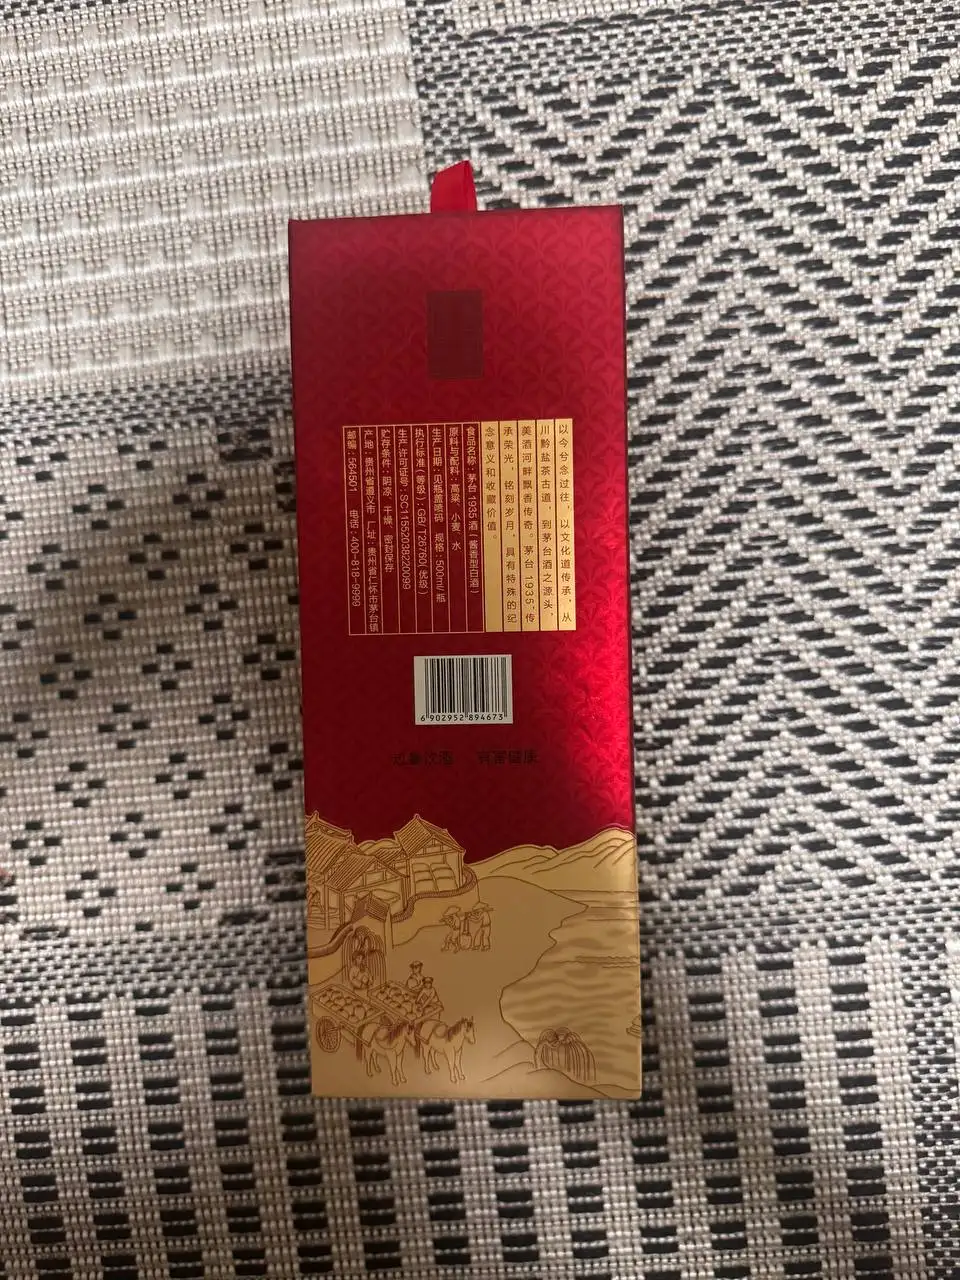 以今兮念过往，以文化道传承，从
川黔盐茶古道，到茅台酒之源头，
美酒河畔飘香传奇。茅台1935，传
承荣光，铭刻岁月，具有特殊的纪
念意义和收藏价值。
食品名称：茅台1935酒（酱香型白酒）
原料与配料：高粱、小麦、水
生产日期：见瓶盖喷码 规格：500ml/瓶
执行标准（等级）：GB/T26760（优级）
生产许可证号：SC11552038220099
贮存条件：阴凉、干燥、密封保存
产地：贵州省遵义市 厂址：贵州省仁怀市茅台镇
邮编：564501 电话：400-818-9999
6902952894673
过量饮酒 有害健康